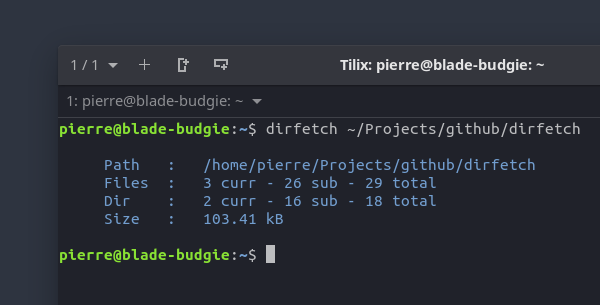 1 / 1
Tilix: pierre@blade-budgie: ~
1: pierre@blade-budgie: ~
pierre@blade-budgie:~$ dirfetch ~/Projects/github/dirfetch
Path : /home/pierre/Projects/github/dirfetch
Files : 3 curr - 26 sub - 29 total
Dir : 2 curr - 16 sub - 18 total
Size : 103.41 kB
pierre@blade-budgie:~$